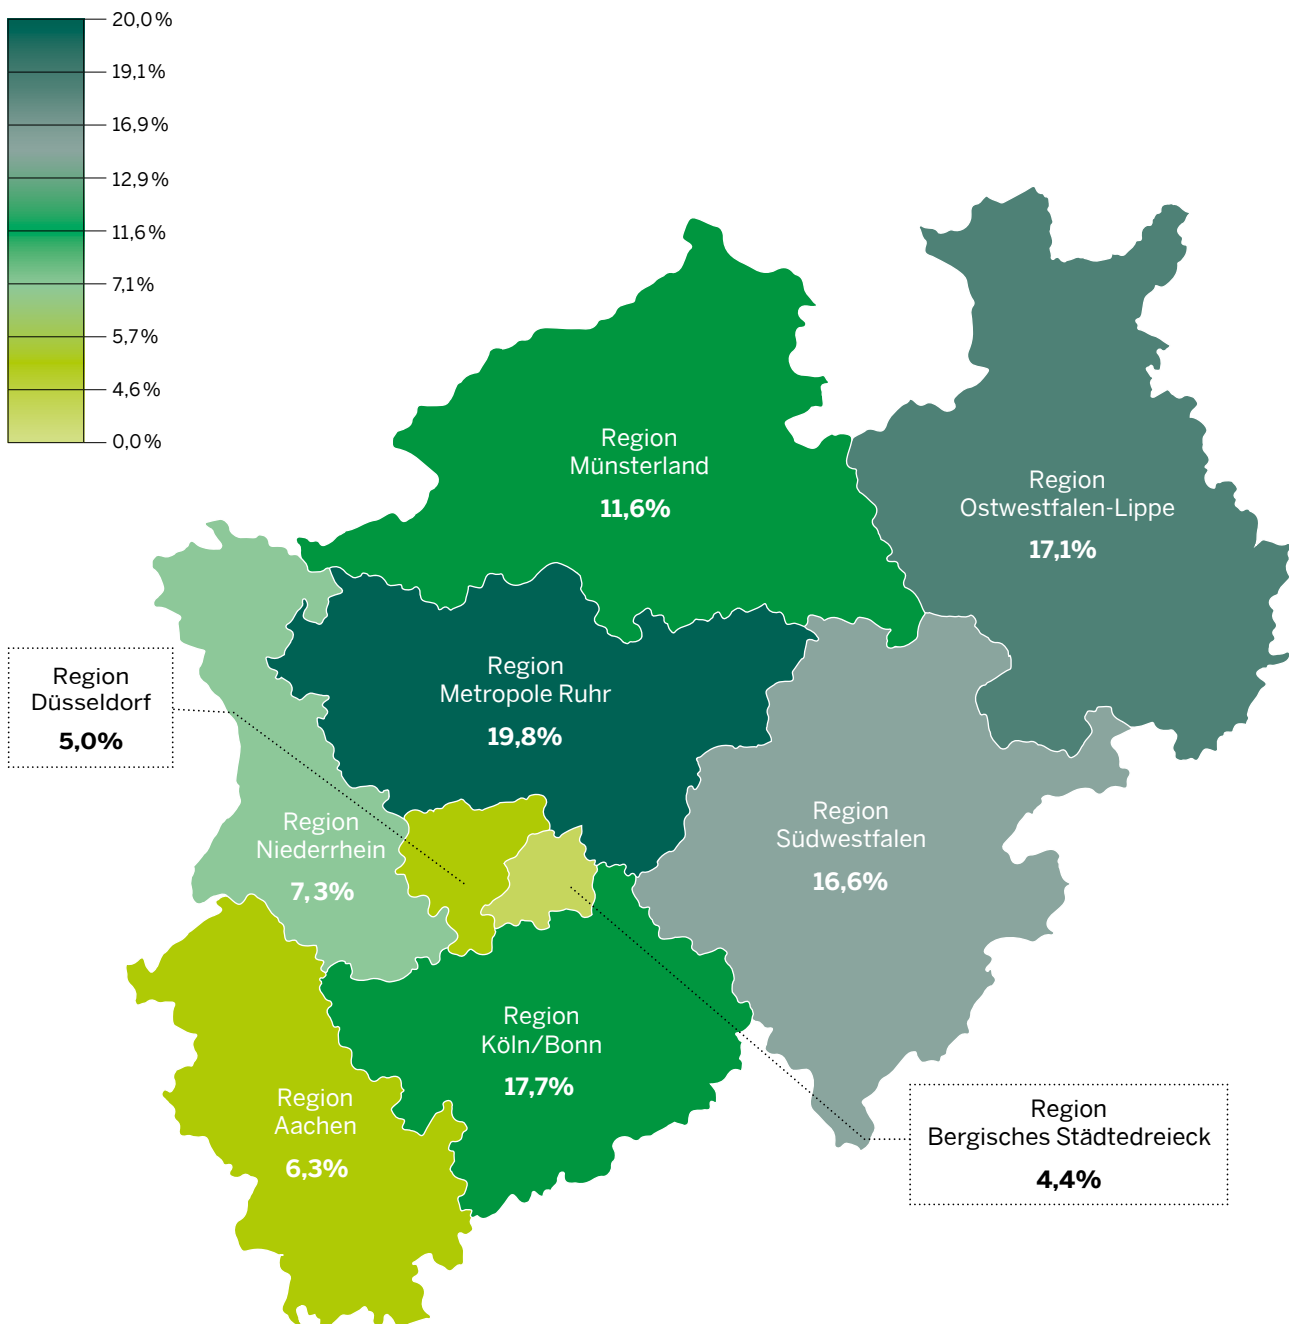 20,0 %
19,1 %
16,9 %
12,9 %
11,6 %
7,1 %
5,7 %
4,6 %
0,0 %
Region
Münsterland
11,6%
Region
Ostwestfalen-Lippe
17,1%
Region
Düsseldorf
5,0%
Region
Metropole Ruhr
19,8%
Region
Niederrhein
7,3%
Region
Südwestfalen
16,6%
Region
Köln/Bonn
17,7%
Region
Aachen
6,3%
Region
Bergisches Städtedreieck
4,4%